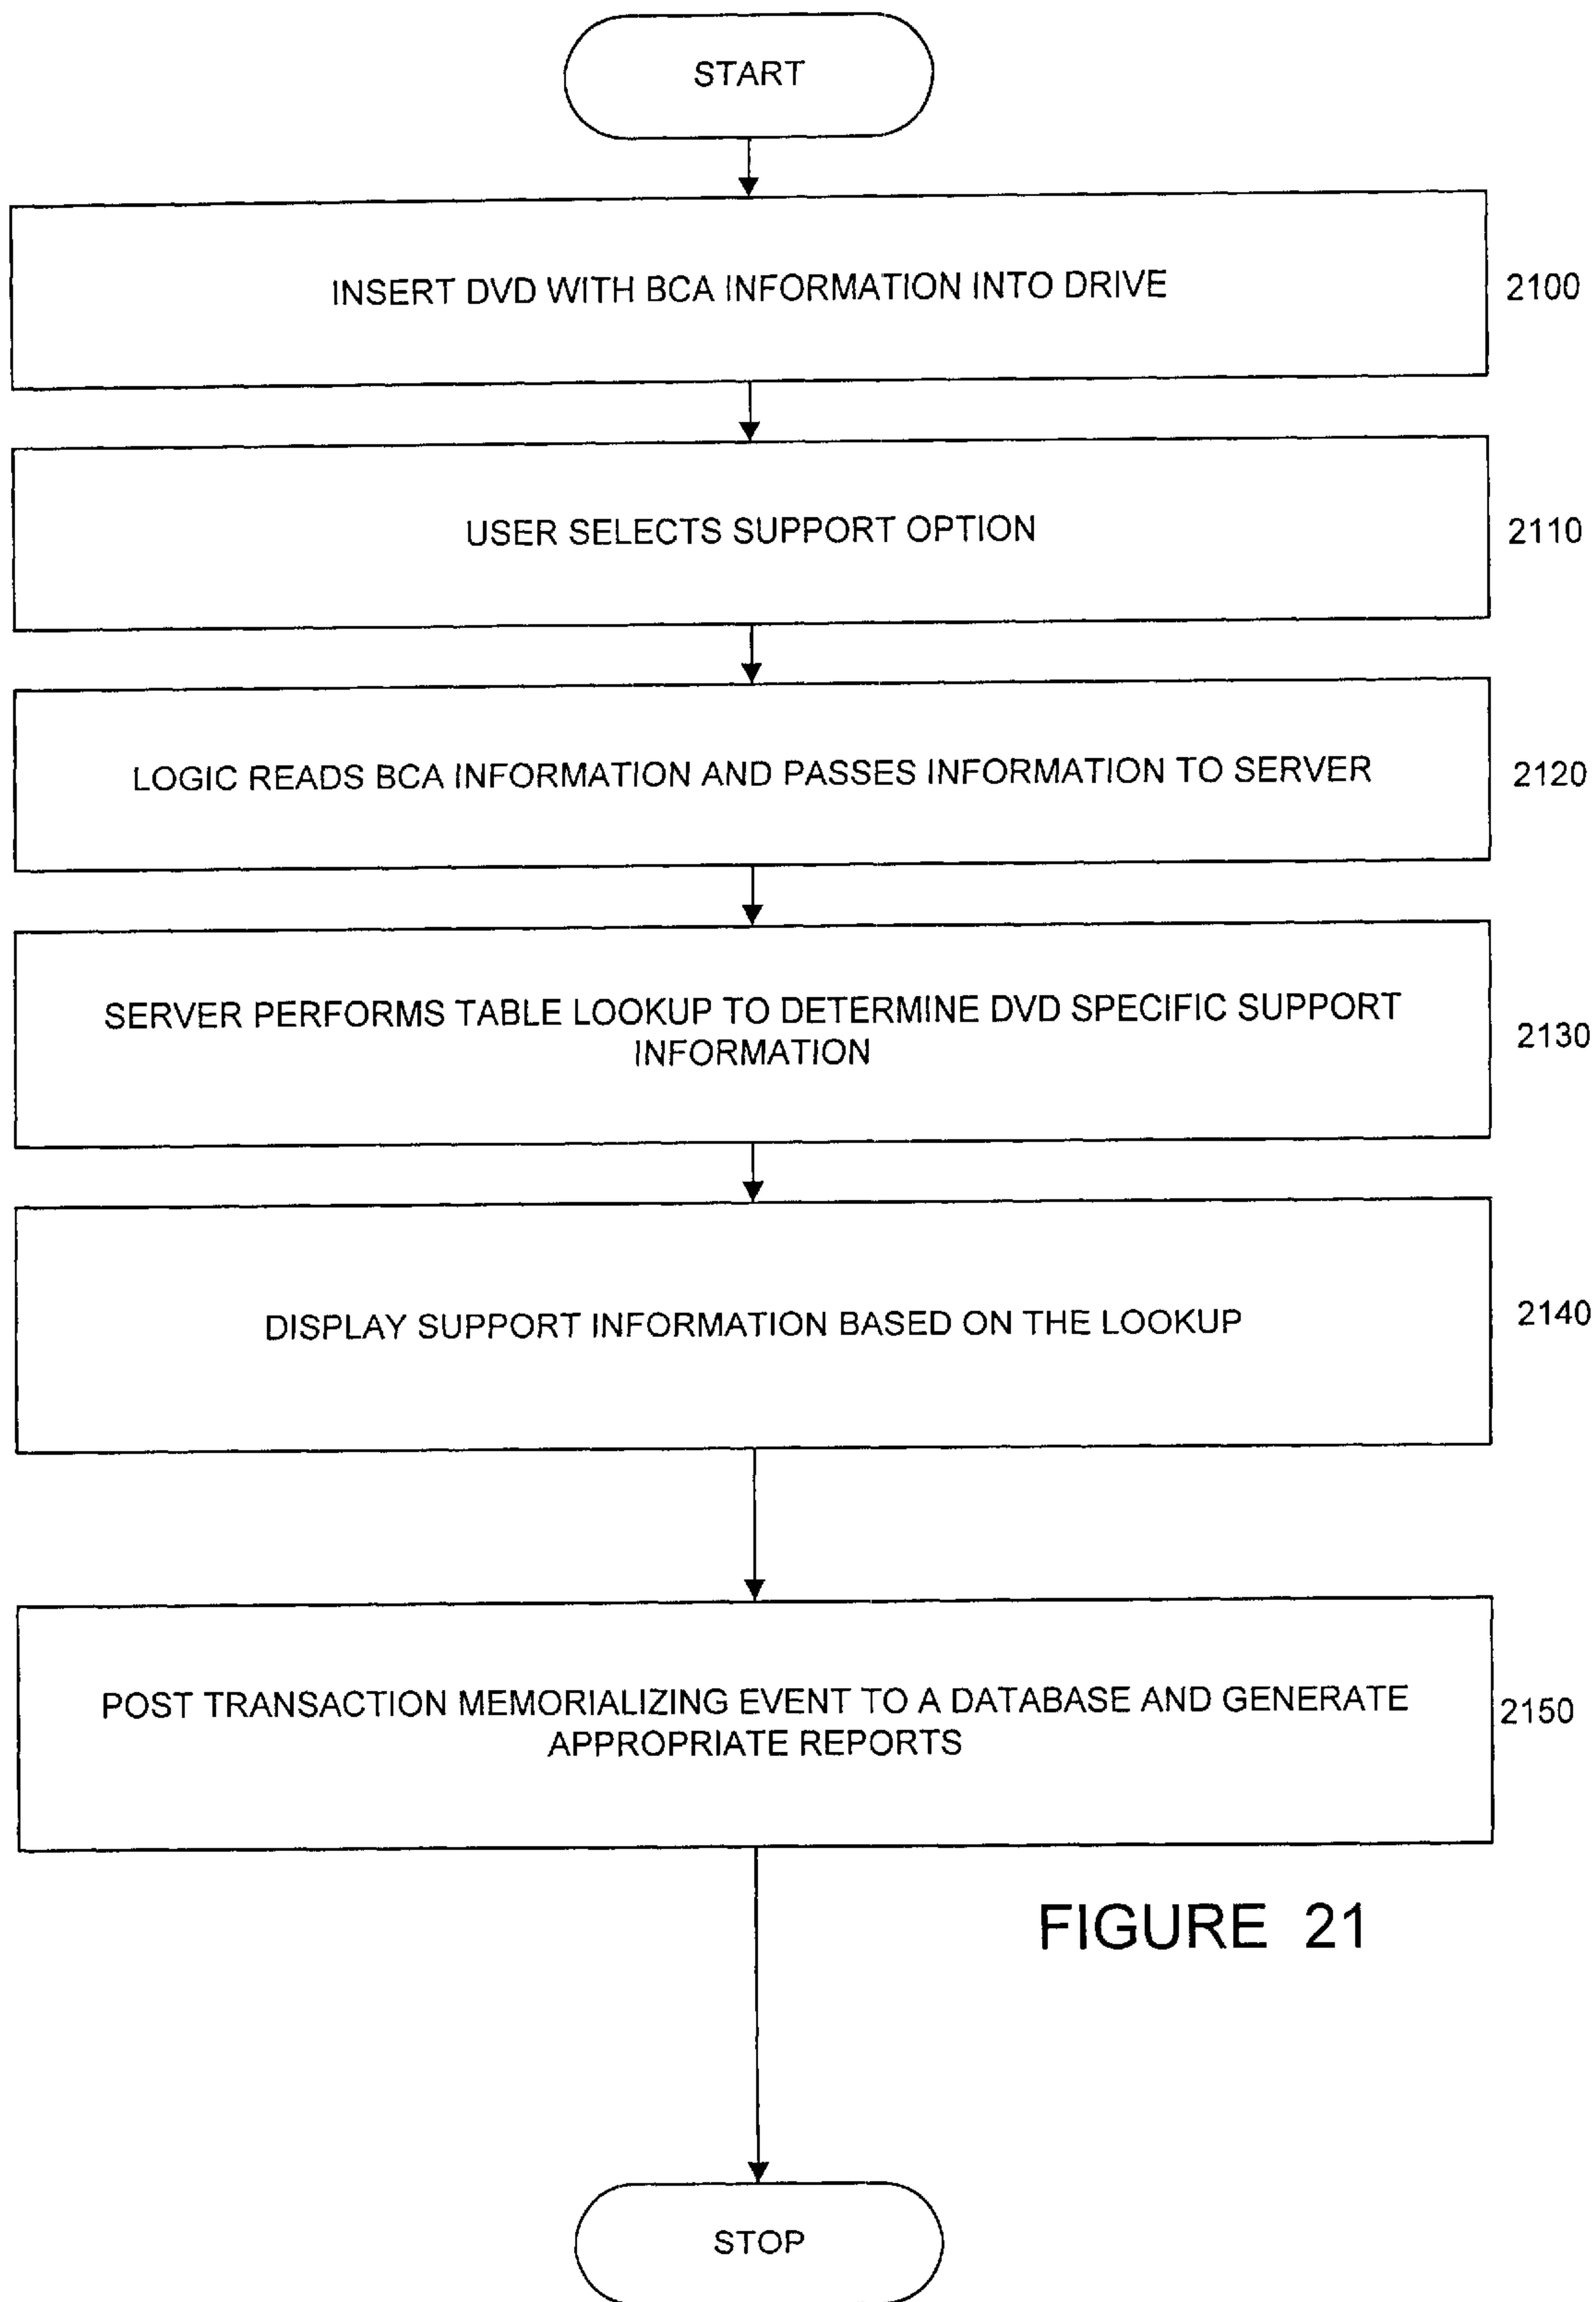 START
INSERT DVD WITH BCA INFORMATION INTO DRIVE
2100
USER SELECTS SUPPORT OPTION
2110
LOGIC READS BCA INFORMATION AND PASSES INFORMATION TO SERVER
2120
SERVER PERFORMS TABLE LOOKUP TO DETERMINE DVD SPECIFIC SUPPORT
INFORMATION
2130
DISPLAY SUPPORT INFORMATION BASED ON THE LOOKUP
2140
POST TRANSACTION MEMORIALIZING EVENT TO A DATABASE AND GENERATE
APPROPRIATE REPORTS
2150
FIGURE 21
STOP